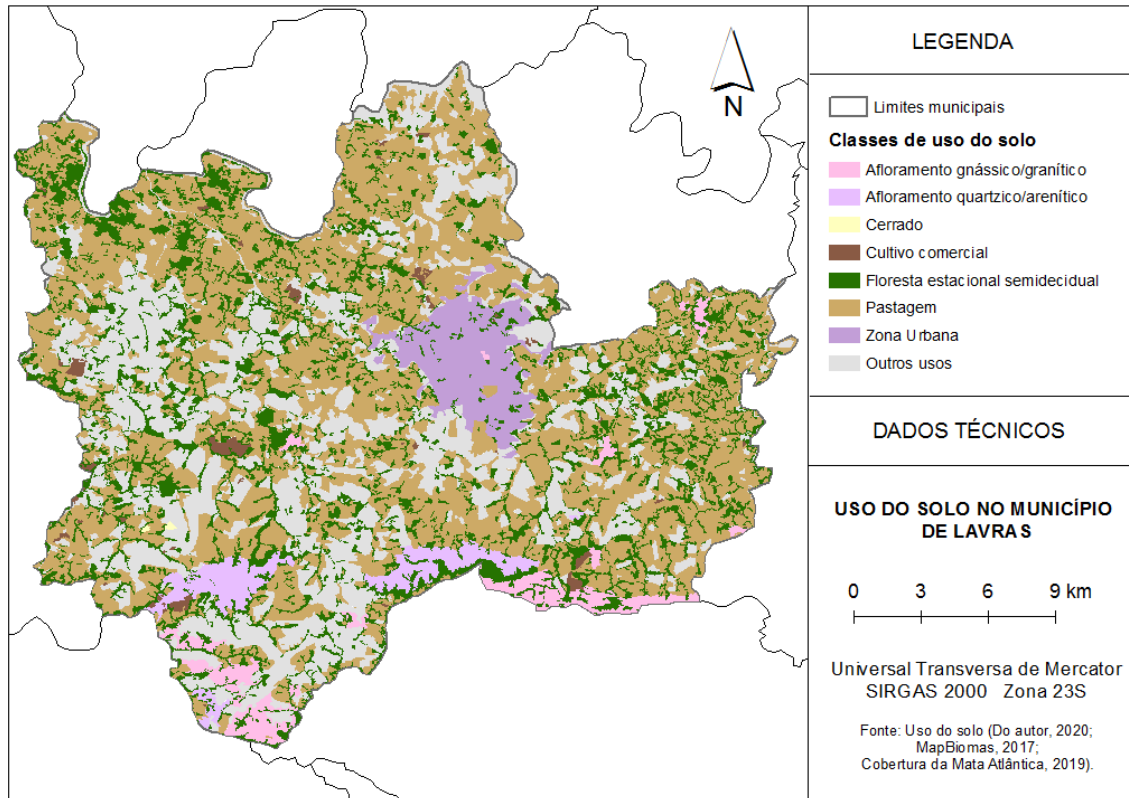 N
LEGENDA
Limites municipais
Classes de uso do solo
Afloramento gnássico/granítico
Afloramento quartzico/arenítico
Cerrado
Cultivo comercial
Floresta estacional semidecidual
Pastagem
Zona Urbana
Outros usos
DADOS TÉCNICOS
USO DO SOLO NO MUNICÍPIO
DE LAVRAS
0 3 6 9 km
Universal Transversa de Mercator
SIRGAS 2000 Zona 23S
Fonte: Uso do solo (Do autor, 2020;
MapBiomas, 2017;
Cobertura da Mata Atlântica, 2019).